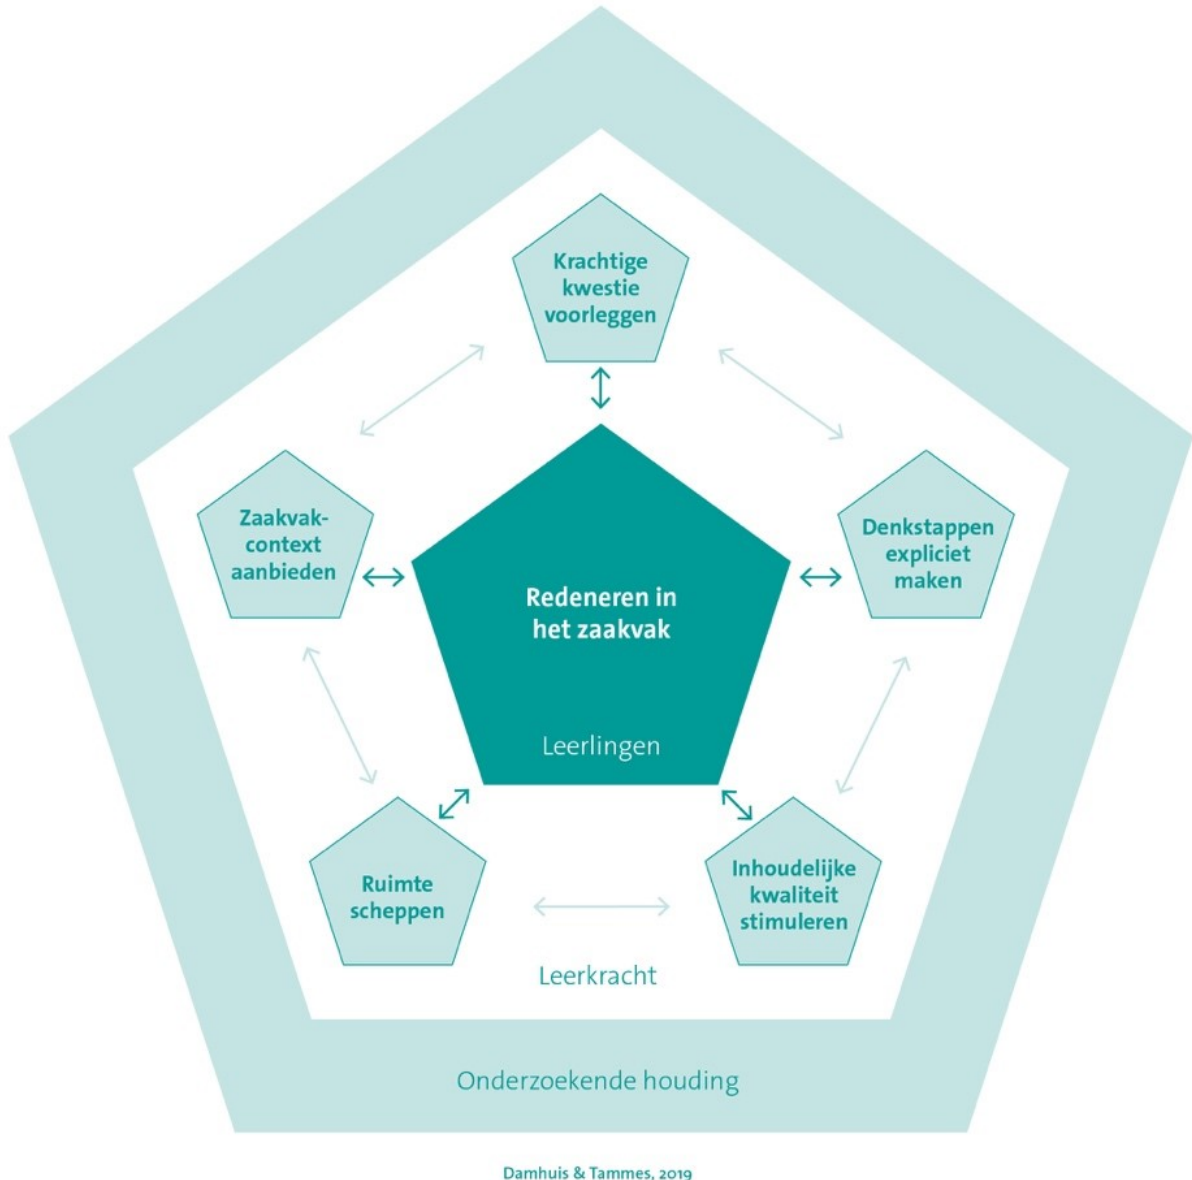 Krachtige
kwestie
voorleggen
Zaakvak-
context
aanbieden
Denkstappen
expliciet
maken
Redeneren in
het zaakvak
Leerlingen
Ruimte
scheppen
Inhoudelijke
kwaliteit
stimuleren
Leerkracht
Onderzoekende houding
Damhuis & Tammes, 2019